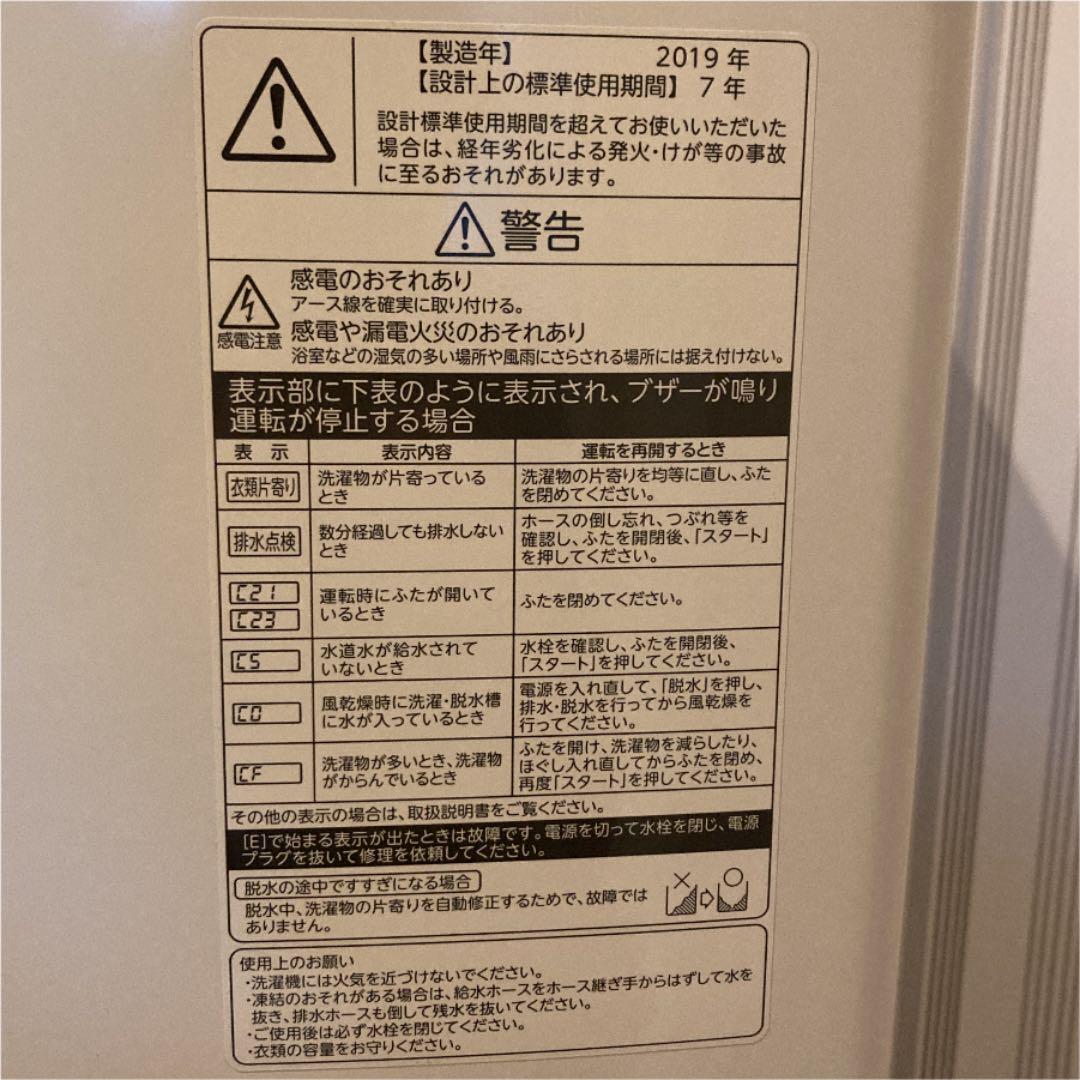 【製造年】 2019 年
【設計上の標準使用期間】 7 年
設計標準使用期間を超えてお使いいただいた
場合は、経年劣化による発火・けが等の事故
に至るおそれがあります。
警告
感電注意
感電のおそれあり
アース線を確実に取り付ける。
感電や漏電火災のおそれあり
浴室などの湿気の多い場所や風雨にさらされる場所には据え付けない。
表示部に下表のように表示され、ブザーが鳴り
運転が停止する場合
表 示 表示内容 運転を再開するとき
衣類片寄り
洗濯物が片寄っている
とき
洗濯物の片寄りを均等に直し、ふた
を閉めてください。
排水点検
数分経過しても排水しない
とき
ホースの倒し忘れ、つぶれ等を
確認し、ふたを開閉後、「スタート」
を押してください。
C21
C23
運転時にふたが開いて
いるとき
ふたを閉めてください。
C5
水道水が給水されて
いないとき
水栓を確認し、ふたを開閉後、
「スタート」を押してください。
C0
風乾燥時に洗濯・脱水槽
に水が入っているとき
電源を入れ直して、「脱水」を押し、
排水・脱水を行ってから風乾燥を
行ってください。
CF
洗濯物が多いとき、洗濯物
がからんでいるとき
ふたを開け、洗濯物を減らしたり、
ほぐし入れ直してからふたを閉め、
再度「スタート」を押してください。
その他の表示の場合は、取扱説明書をご覧ください。
[E]で始まる表示が出たときは故障です。電源を切って水栓を閉じ、電源
プラグを抜いて修理を依頼してください。
脱水の途中ですすぎになる場合
脱水中、洗濯物の片寄りを自動修正するためで、故障では
ありません。
使用上のお願い
・洗濯機には火気を近づけないでください。
・凍結のおそれがある場合は、給水ホースをホース継ぎ手からはずして水を
抜き、排水ホースも倒して残水を抜いてください。
・ご使用後は必ず水栓を閉じてください。
・衣類の容量をお守りください。